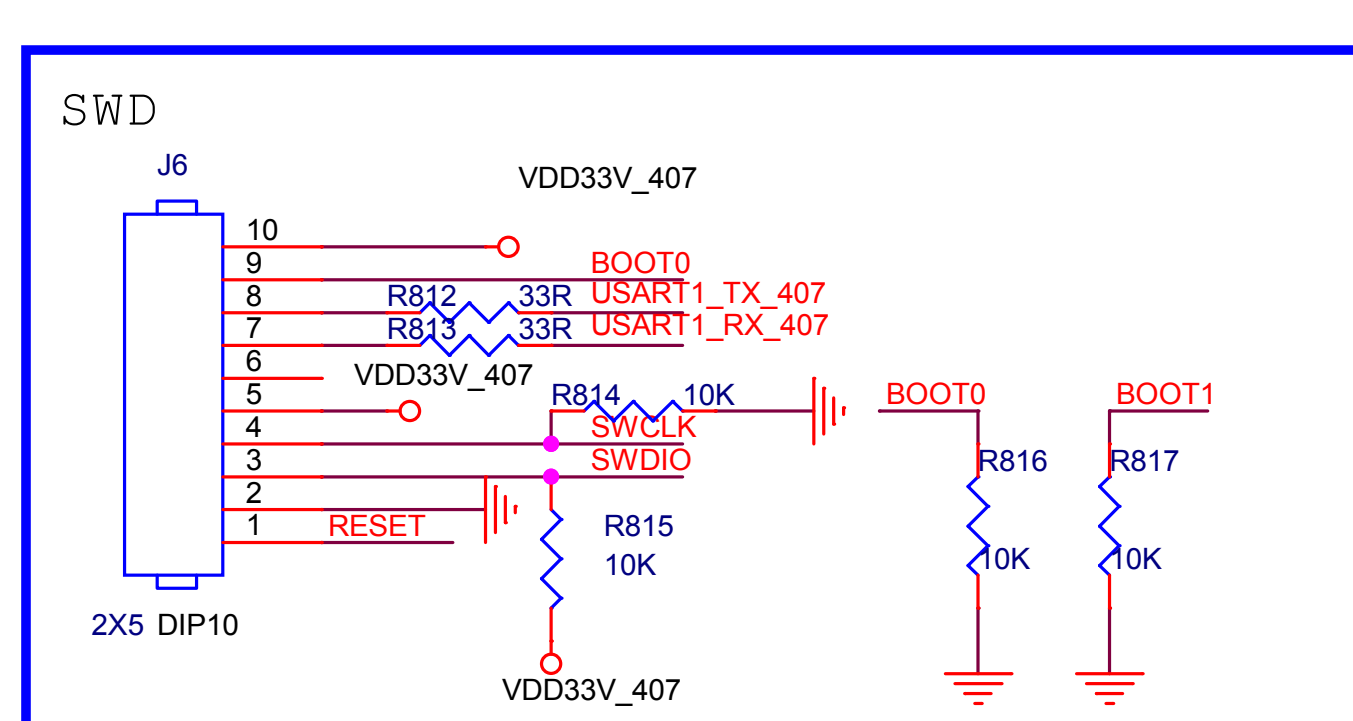 SWD
J6
VDD33V_407
10
9
BOOT0
8
R812
33R
USART1_TX_407
7
R813
33R
USART1_RX_407
6
VDD33V_407
5
R814
10K
BOOT0
BOOT1
4
SWCLK
3
SWDIO
R816
R817
2
1
RESET
R815
10K
10K
10K
2X5 DIP10
VDD33V_407